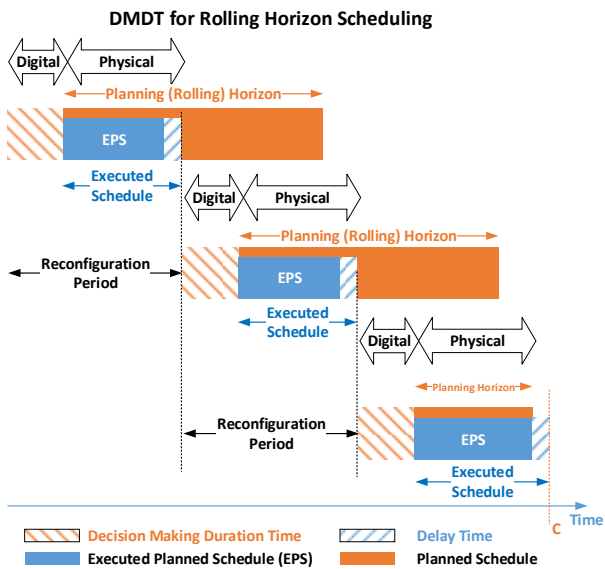 DMDT for Rolling Horizon Scheduling
Digital
Physical
Planning (Rolling) Horizon
EPS
Executed
Schedule
Digital
Physical
Planning (Rolling) Horizon
Reconfiguration
Period
EPS
Executed
Schedule
Digital
Physical
Planning Horizon
Reconfiguration
Period
EPS
Executed
Schedule
C
Time
Decision Making Duration Time
Delay Time
Executed Planned Schedule (EPS)
Planned Schedule